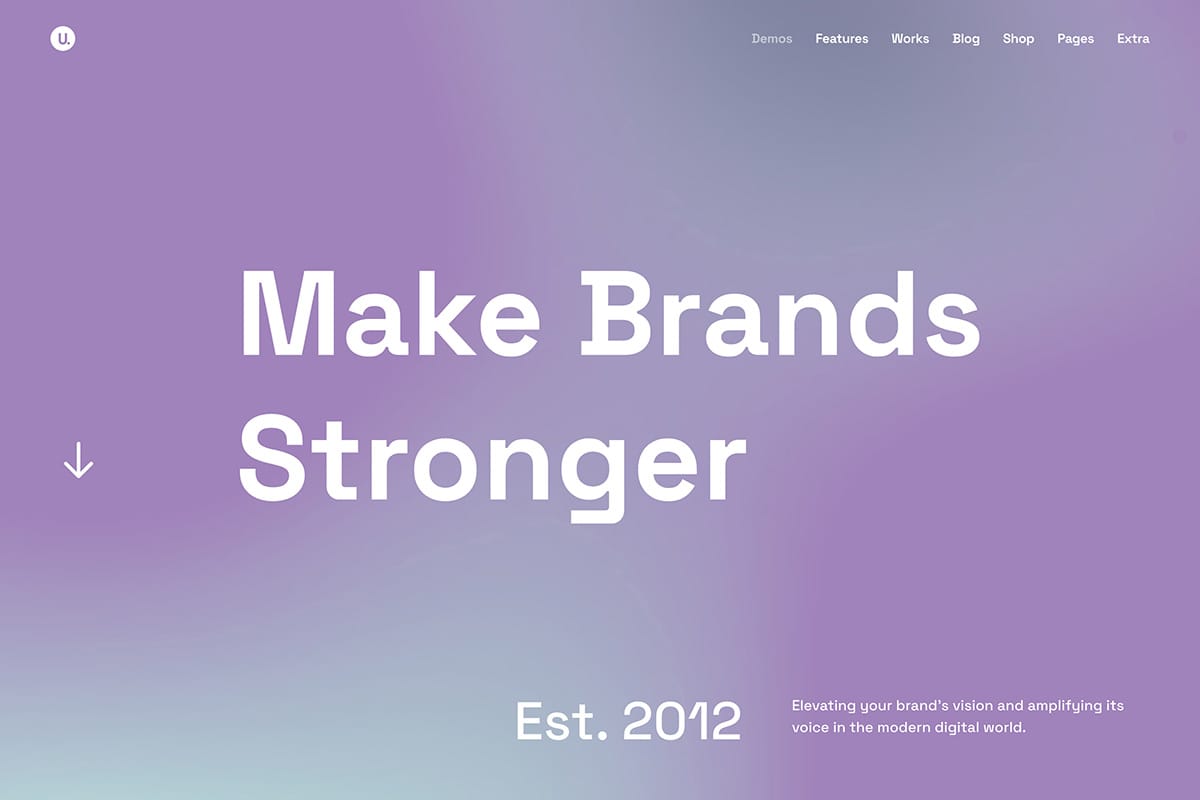 U.
Demos Features Works Blog Shop Pages Extra
Make Brands
Stronger
Est. 2012
Elevating your brand's vision and amplifying its
voice in the modern digital world.